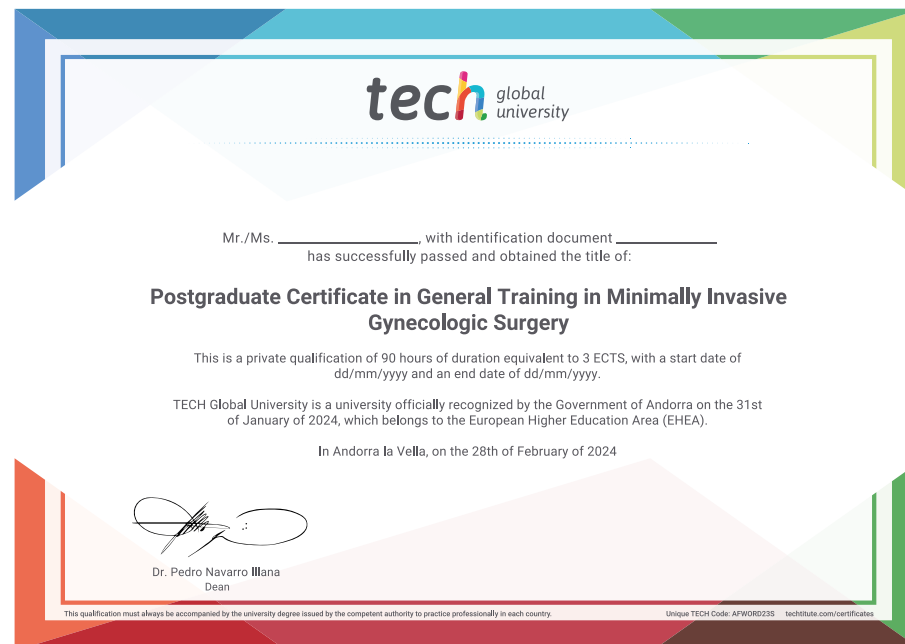 tech global university
Mr./Ms. ____________, with identification document ____________
has successfully passed and obtained the title of:
Postgraduate Certificate in General Training in Minimally Invasive
Gynecologic Surgery
This is a private qualification of 90 hours of duration equivalent to 3 ECTS, with a start date of
dd/mm/yyyy and an end date of dd/mm/yyyy.
TECH Global University is a university officially recognized by the Government of Andorra on the 31st
of January of 2024, which belongs to the European Higher Education Area (EHEA).
In Andorra la Vella, on the 28th of February of 2024
Dr. Pedro Navarro Illana
Dean
This qualification must always be accompanied by the university degree issued by the competent authority to practice professionally in each country.
Unique TECH Code: AFWORD23S techtitute.com/certificates